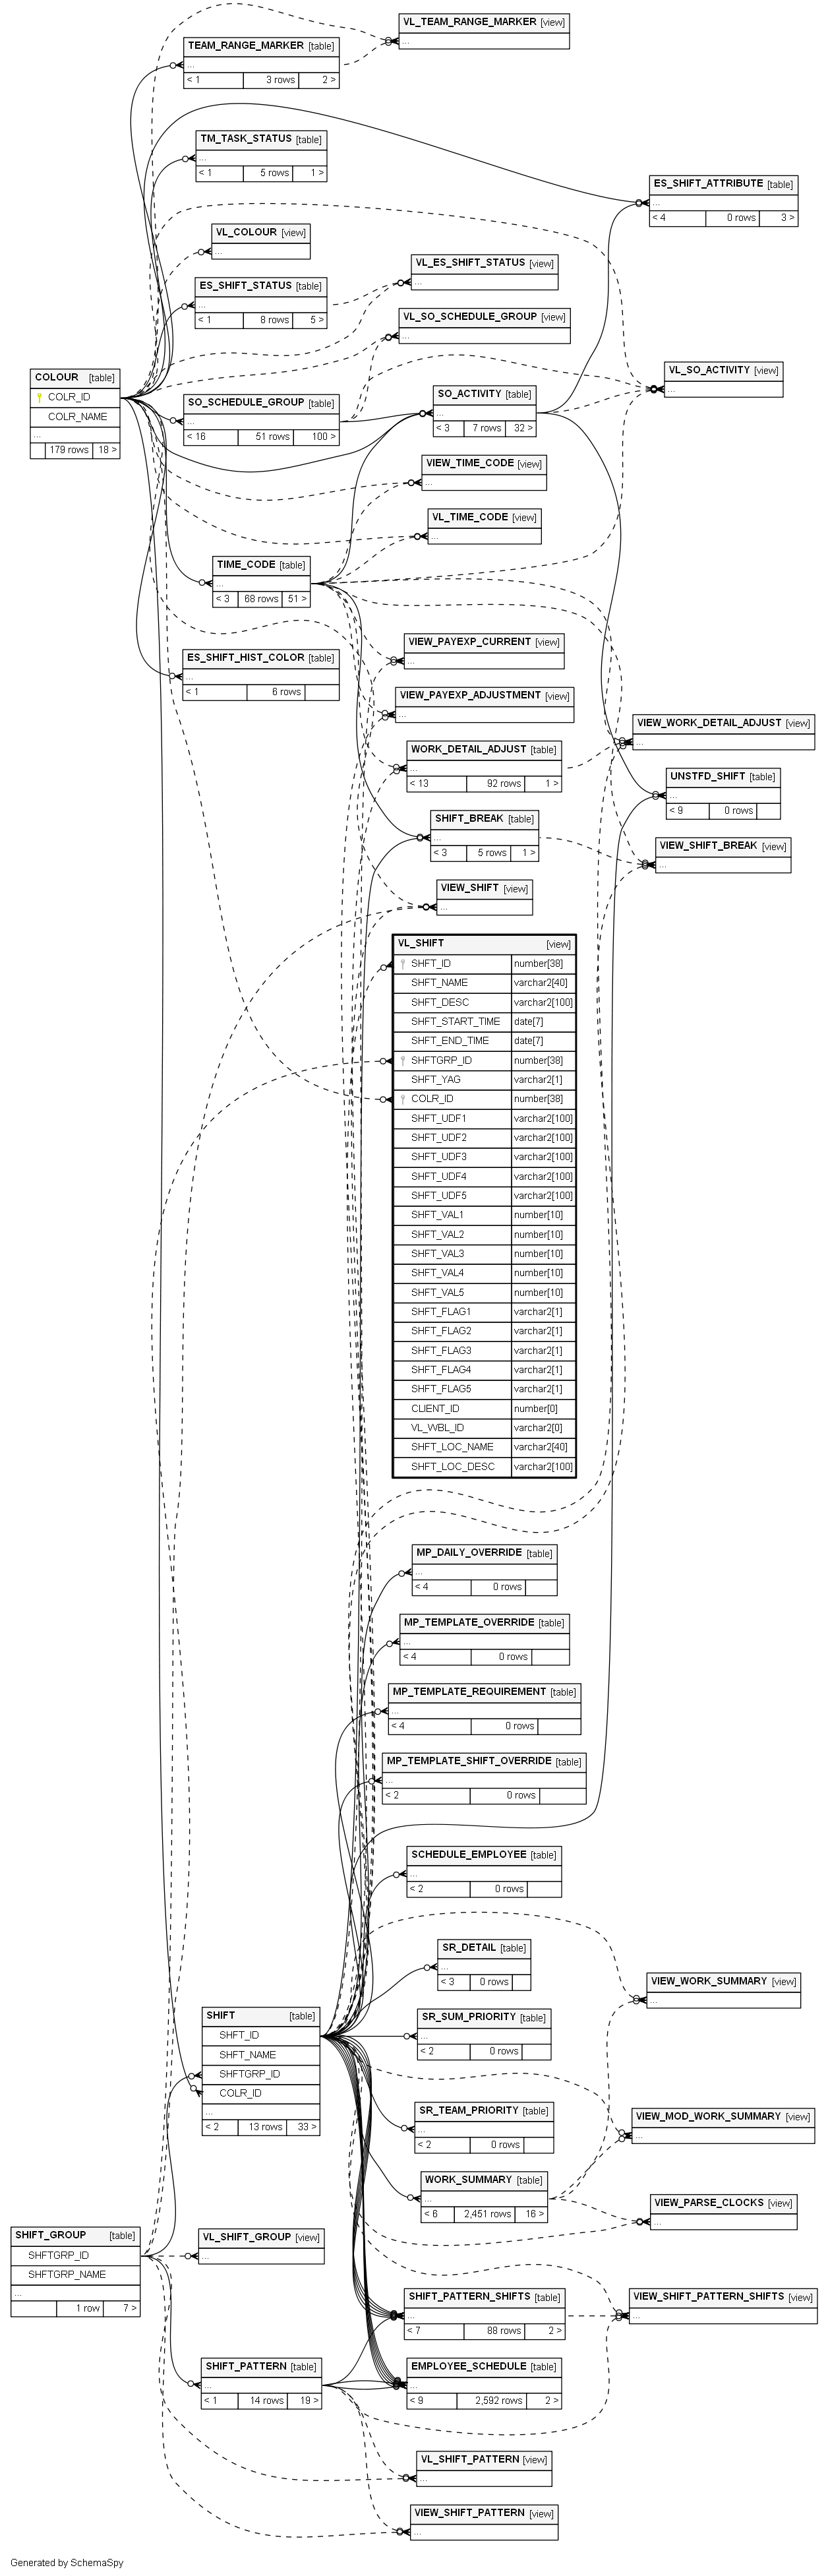 VL_TEAM_RANGE_MARKER [view]
...
TEAM_RANGE_MARKER [table]
...
< 1 3 rows 2 >
TM_TASK_STATUS [table]
...
< 1 5 rows 1 >
ES_SHIFT_ATTRIBUTE [table]
...
< 4 0 rows 3 >
VL_COLOUR [view]
...
VL_ES_SHIFT_STATUS [view]
...
ES_SHIFT_STATUS [table]
...
< 1 8 rows 5 >
VL_SO_SCHEDULE_GROUP [view]
...
VL_SO_ACTIVITY [view]
...
COLOUR [table]
COLR_ID
COLR_NAME
...
179 rows 18 >
SO_SCHEDULE_GROUP [table]
...
< 16 51 rows 100 >
SO_ACTIVITY [table]
...
< 3 7 rows 32 >
VIEW_TIME_CODE [view]
...
VL_TIME_CODE [view]
...
TIME_CODE [table]
...
< 3 68 rows 51 >
VIEW_PAYEXP_CURRENT [view]
...
ES_SHIFT_HIST_COLOR [table]
...
< 1 6 rows
VIEW_PAYEXP_ADJUSTMENT [view]
...
VIEW_WORK_DETAIL_ADJUST [view]
...
WORK_DETAIL_ADJUST [table]
...
< 13 92 rows 1 >
UNSTFD_SHIFT [table]
...
< 9 0 rows
SHIFT_BREAK [table]
...
< 3 5 rows 1 >
VIEW_SHIFT_BREAK [view]
...
VIEW_SHIFT [view]
...
VL_SHIFT [view]
SHFT_ID number[38]
SHFT_NAME varchar2[40]
SHFT_DESC varchar2[100]
SHFT_START_TIME date[7]
SHFT_END_TIME date[7]
SHFTGRP_ID number[38]
SHFT_YAG varchar2[1]
COLR_ID number[38]
SHFT_UDF1 varchar2[100]
SHFT_UDF2 varchar2[100]
SHFT_UDF3 varchar2[100]
SHFT_UDF4 varchar2[100]
SHFT_UDF5 varchar2[100]
SHFT_VAL1 number[10]
SHFT_VAL2 number[10]
SHFT_VAL3 number[10]
SHFT_VAL4 number[10]
SHFT_VAL5 number[10]
SHFT_FLAG1 varchar2[1]
SHFT_FLAG2 varchar2[1]
SHFT_FLAG3 varchar2[1]
SHFT_FLAG4 varchar2[1]
SHFT_FLAG5 varchar2[1]
CLIENT_ID number[0]
VL_WBL_ID varchar2[0]
SHFT_LOC_NAME varchar2[40]
SHFT_LOC_DESC varchar2[100]
MP_DAILY_OVERRIDE [table]
...
< 4 0 rows
MP_TEMPLATE_OVERRIDE [table]
...
< 4 0 rows
MP_TEMPLATE_REQUIREMENT [table]
...
< 4 0 rows
MP_TEMPLATE_SHIFT_OVERRIDE [table]
...
< 2 0 rows
SCHEDULE_EMPLOYEE [table]
...
< 2 0 rows
SR_DETAIL [table]
...
< 3 0 rows
VIEW_WORK_SUMMARY [view]
...
SHIFT [table]
SHFT_ID
SHFT_NAME
SHFTGRP_ID
COLR_ID
...
< 2 13 rows 33 >
SR_SUM_PRIORITY [table]
...
< 2 0 rows
SR_TEAM_PRIORITY [table]
...
< 2 0 rows
VIEW_MOD_WORK_SUMMARY [view]
...
WORK_SUMMARY [table]
...
< 6 2,451 rows 16 >
VIEW_PARSE_CLOCKS [view]
...
SHIFT_GROUP [table]
SHFTGRP_ID
SHFTGRP_NAME
...
1 row 7 >
VL_SHIFT_GROUP [view]
...
SHIFT_PATTERN_SHIFTS [table]
...
< 7 88 rows 2 >
VIEW_SHIFT_PATTERN_SHIFTS [view]
...
SHIFT_PATTERN [table]
...
< 1 14 rows 19 >
EMPLOYEE_SCHEDULE [table]
...
< 9 2,592 rows 2 >
VL_SHIFT_PATTERN [view]
...
VIEW_SHIFT_PATTERN [view]
...
Generated by SchemaSpy